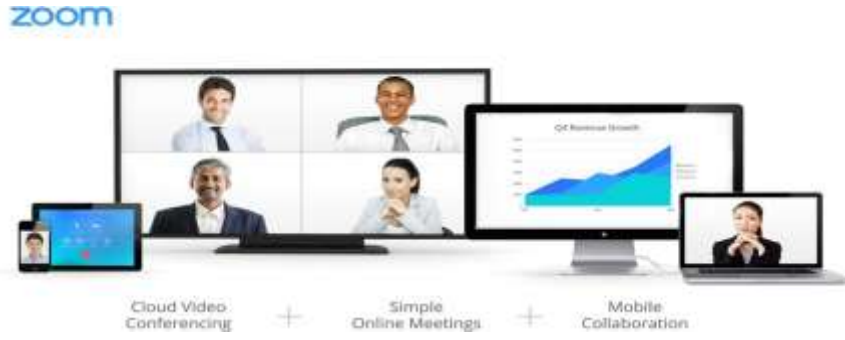 zoom
Q4 Revenue Growth
Cloud Video
Conferencing
+
Simple
Online Meetings
+
Mobile
Collaboration